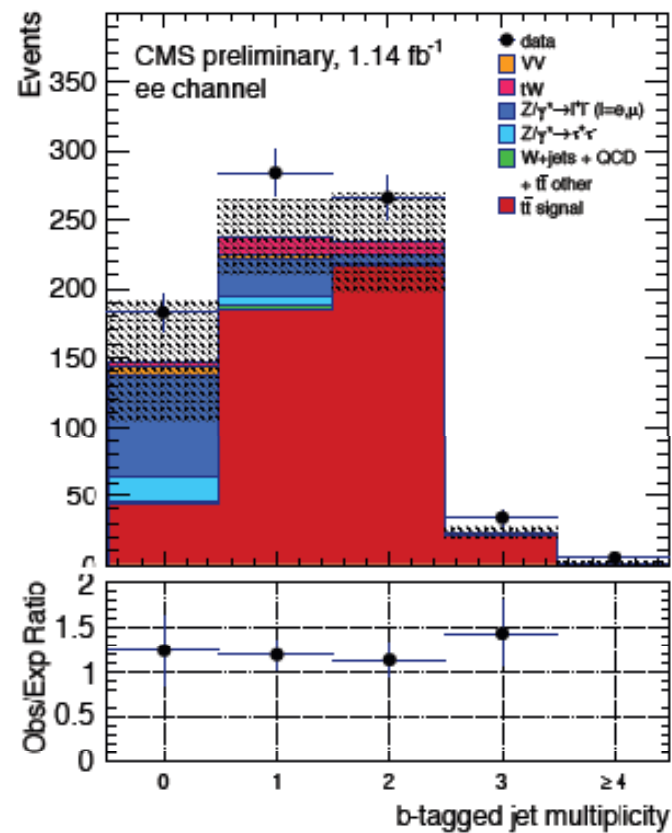 Events
CMS preliminary, 1.14 fb⁻¹
ee channel
data
VV
tW
Z/γ*→l⁺l⁻ (l=e,μ)
Z/γ*→τ⁺τ⁻
W+jets + QCD
+ tt̄ other
tt̄ signal
350
300
250
200
150
100
50
0
Obs/Exp Ratio
2
1.5
1
0.5
0
0 1 2 3 ≥4
b-tagged jet multiplicity